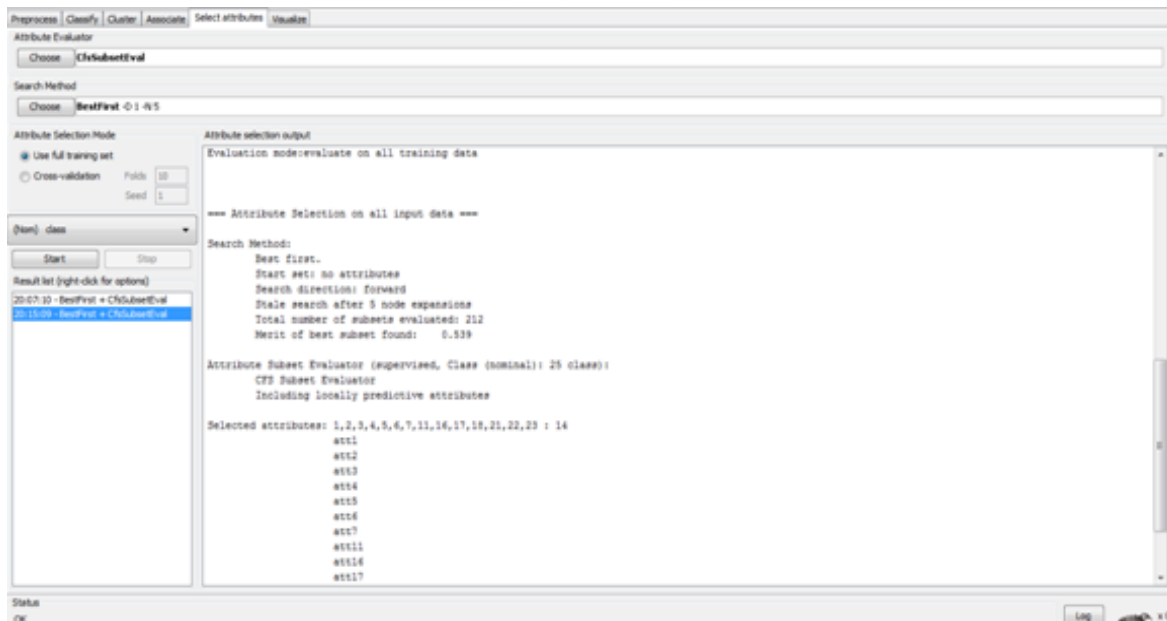 Preprocess Classify Cluster Associate Select attributes Visualize
Attribute Evaluator
Choose CfsSubsetEval
Search Method
Choose BestFirst -D 1 -N 5
Attribute Selection Mode
Use full training set
Cross-validation Folds 10
Seed 1
(Nom) class
Start Stop
Result list (right-click for options)
20:07:10 - BestFirst + CfsSubsetEval
20:15:09 - BestFirst + CfsSubsetEval
Attribute selection output
Evaluation mode:evaluate on all training data
=== Attribute Selection on all input data ===
Search Method:
Best first.
Start set: no attributes
Search direction: forward
Stale search after 5 node expansions
Total number of subsets evaluated: 212
Merit of best subset found: 0.539
Attribute Subset Evaluator (supervised, Class (nominal): 25 class):
CFS Subset Evaluator
Including locally predictive attributes
Selected attributes: 1,2,3,4,5,6,7,11,16,17,18,21,22,23 : 14
att1
att2
att3
att4
att5
att6
att7
att11
att16
att17
Status
OK
Log
x